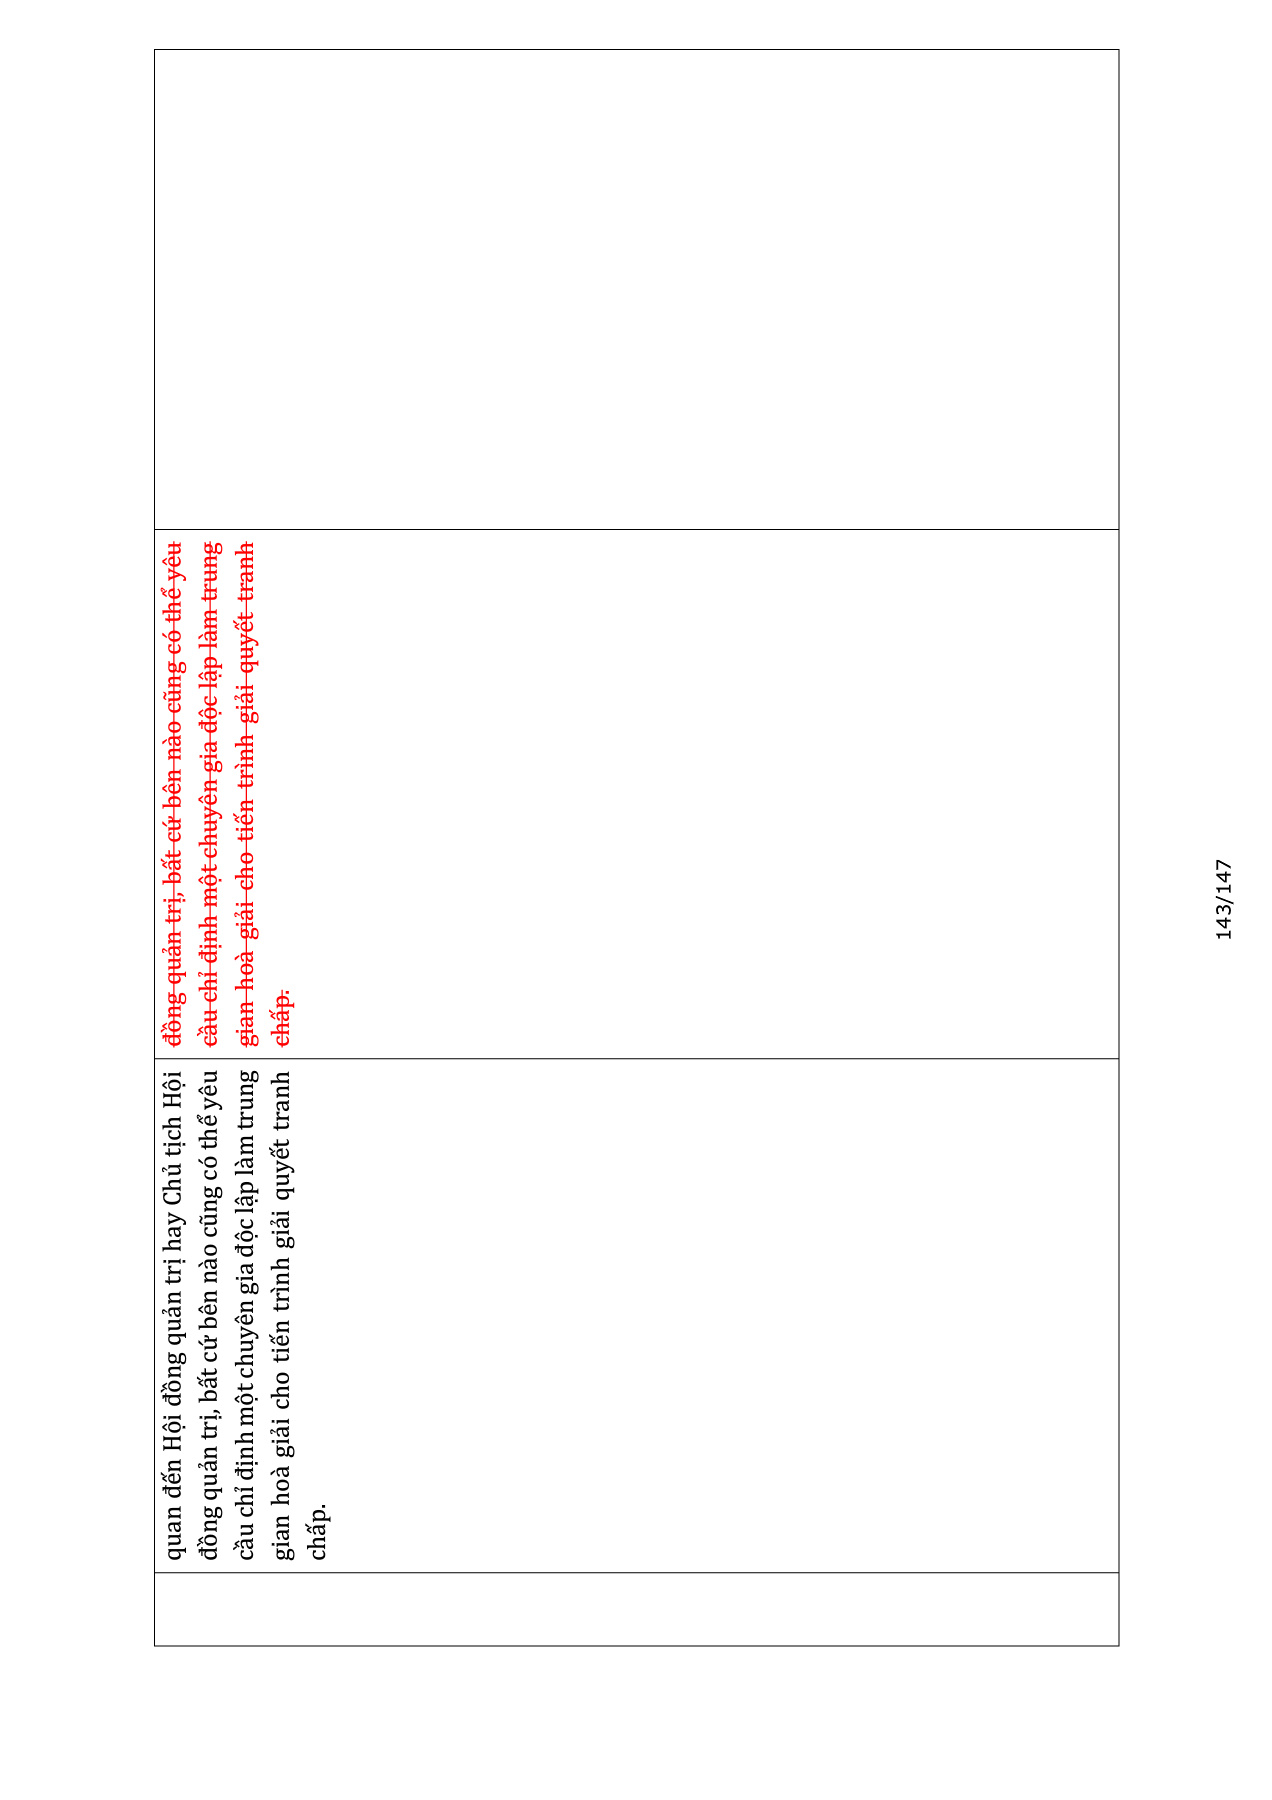 quan đến Hội đồng quản trị hay Chủ tịch Hội
đồng quản trị, bất cứ bên nào cũng có thể yêu
cầu chỉ định một chuyên gia độc lập làm trung
gian hoà giải cho tiến trình giải quyết tranh
chấp.
đồng quản trị, bất cứ bên nào cũng có thể yêu
cầu chỉ định một chuyên gia độc lập làm trung
gian hoà giải cho tiến trình giải quyết tranh
chấp.
143/147